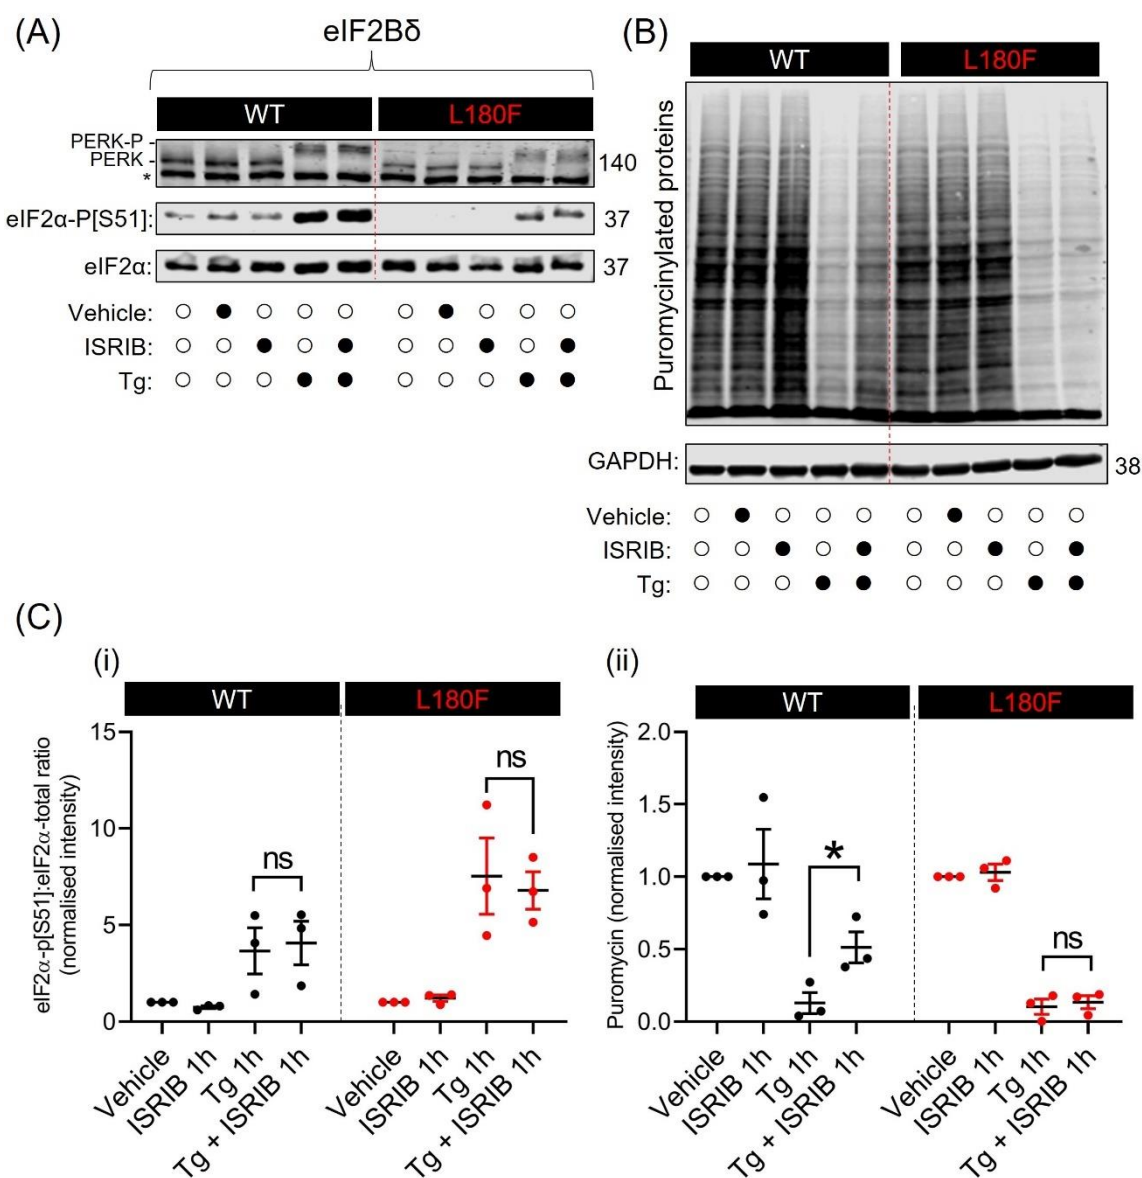 (A)
eIF2Bδ
WT
L180F
PERK-P -
PERK -
*
140
eIF2α-P[S51]:
37
eIF2α:
37
Vehicle:
ISRIB:
Tg:
(B)
WT
L180F
Puromycinylated proteins
GAPDH:
38
Vehicle:
ISRIB:
Tg:
(C)
(i)
WT
L180F
eIF2α-p[S51]:eIF2α-total ratio
(normalised intensity)
15
10
5
0
ns
ns
Vehicle
ISRIB 1h
Tg 1h
Tg + ISRIB 1h
Vehicle
ISRIB 1h
Tg 1h
Tg + ISRIB 1h
(ii)
WT
L180F
Puromycin (normalised intensity)
2.0
1.5
1.0
0.5
0.0
*
ns
Vehicle
ISRIB 1h
Tg 1h
Tg + ISRIB 1h
Vehicle
ISRIB 1h
Tg 1h
Tg + ISRIB 1h